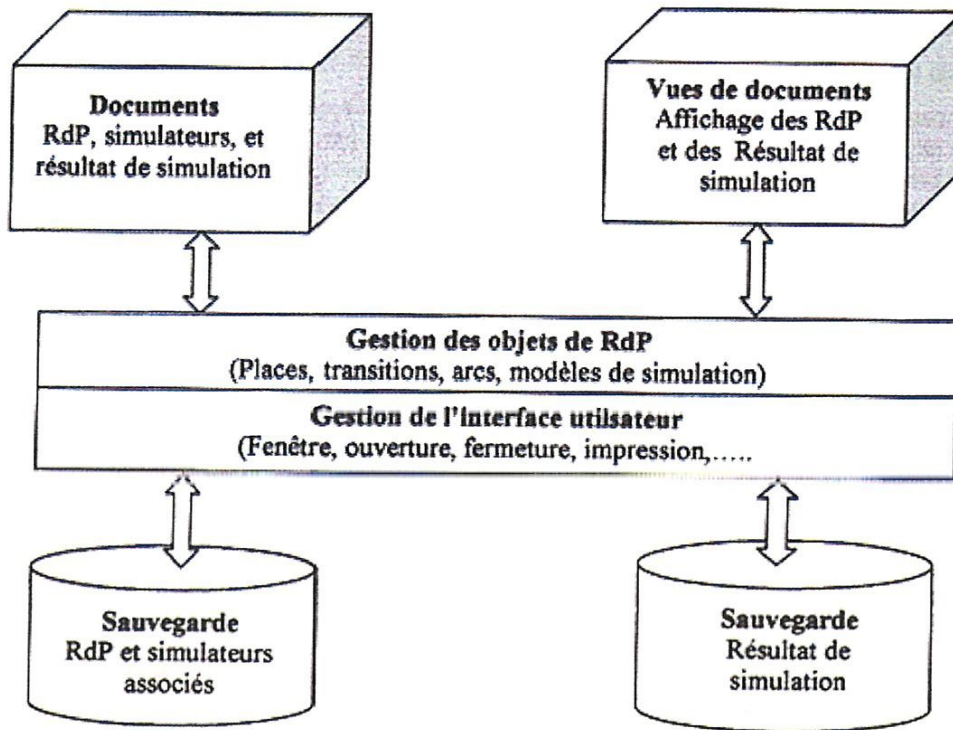 Documents
RdP, simulateurs, et
résultat de simulation
Vues de documents
Affichage des RdP
et des Résultat de
simulation
Gestion des objets de RdP
(Places, transitions, arcs, modèles de simulation)
Gestion de l'interface utilsateur
(Fenêtre, ouverture, fermeture, impression,…..
Sauvegarde
RdP et simulateurs
associés
Sauvegarde
Résultat de
simulation